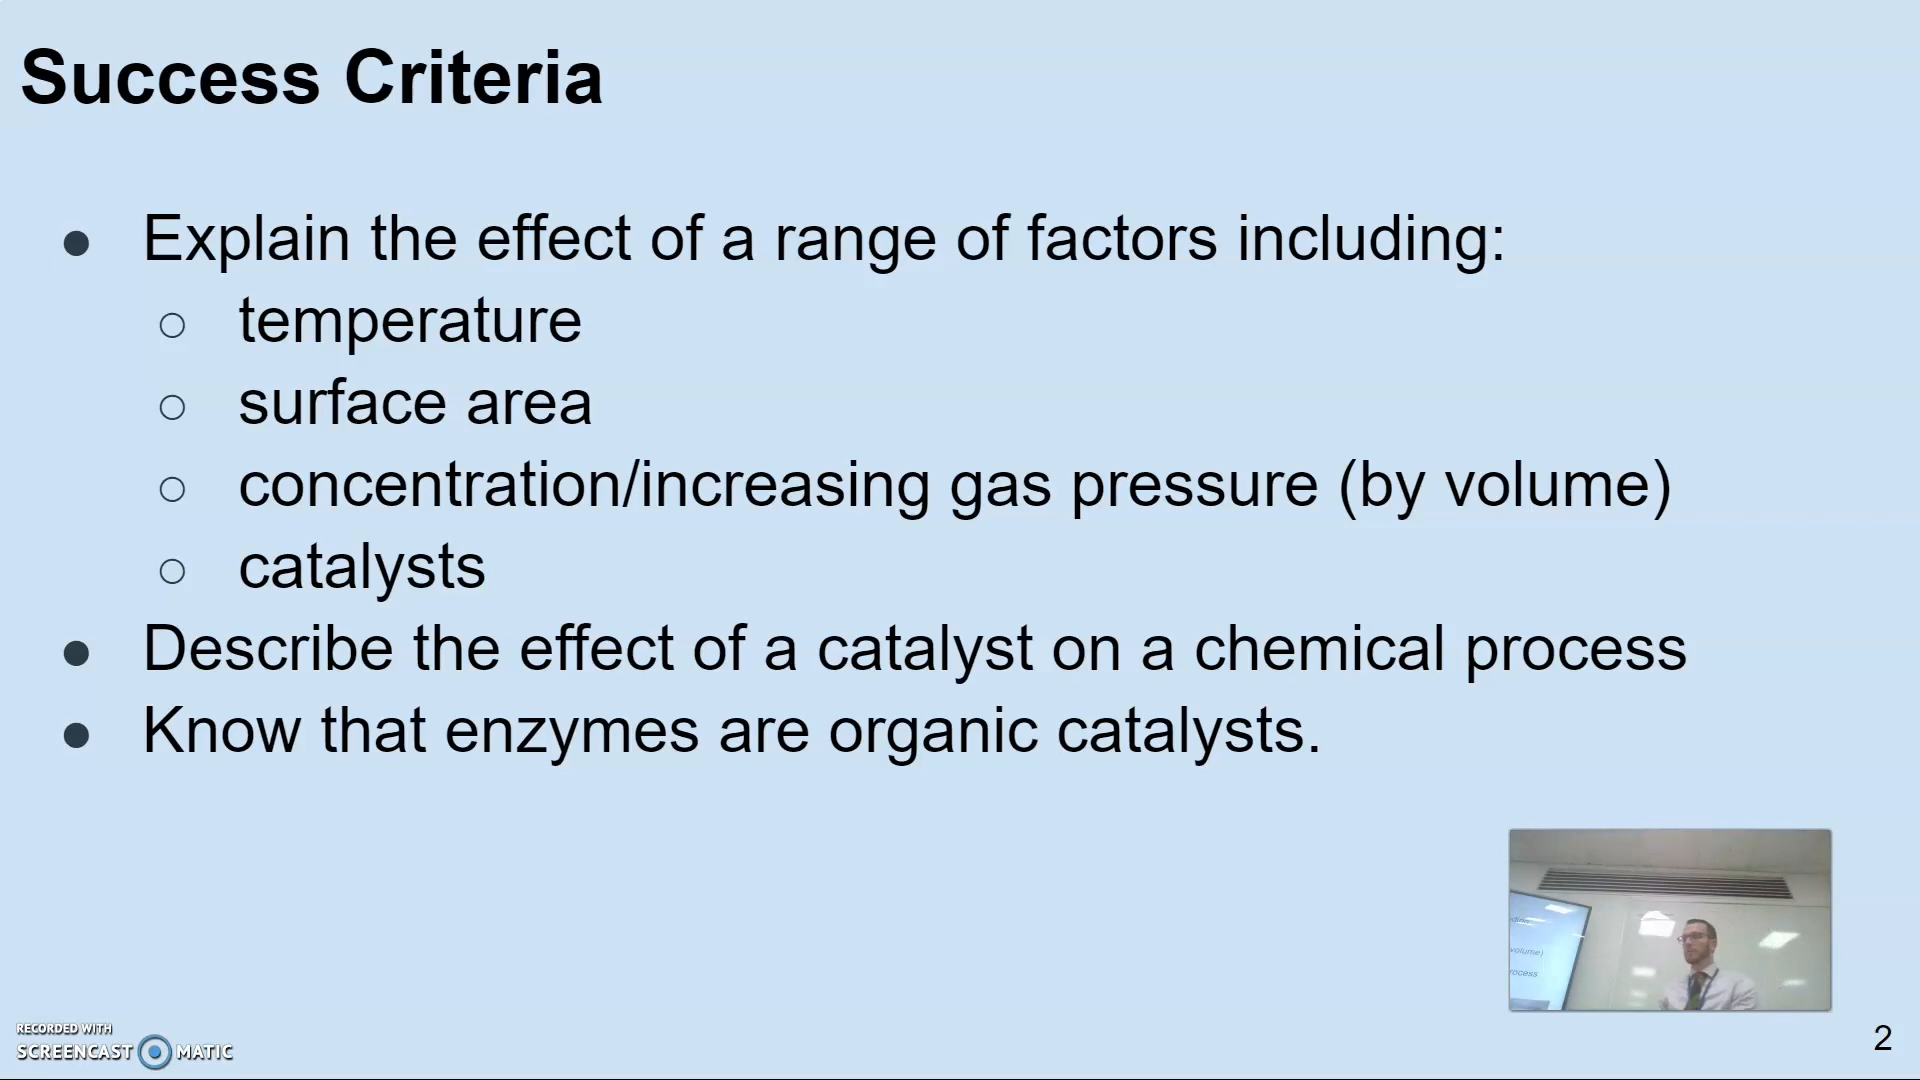 Success Criteria
● Explain the effect of a range of factors including:
○ temperature
○ surface area
○ concentration/increasing gas pressure (by volume)
○ catalysts
● Describe the effect of a catalyst on a chemical process
● Know that enzymes are organic catalysts.
volume)
RECORDED WITH
SCREENCAST MATIC
2